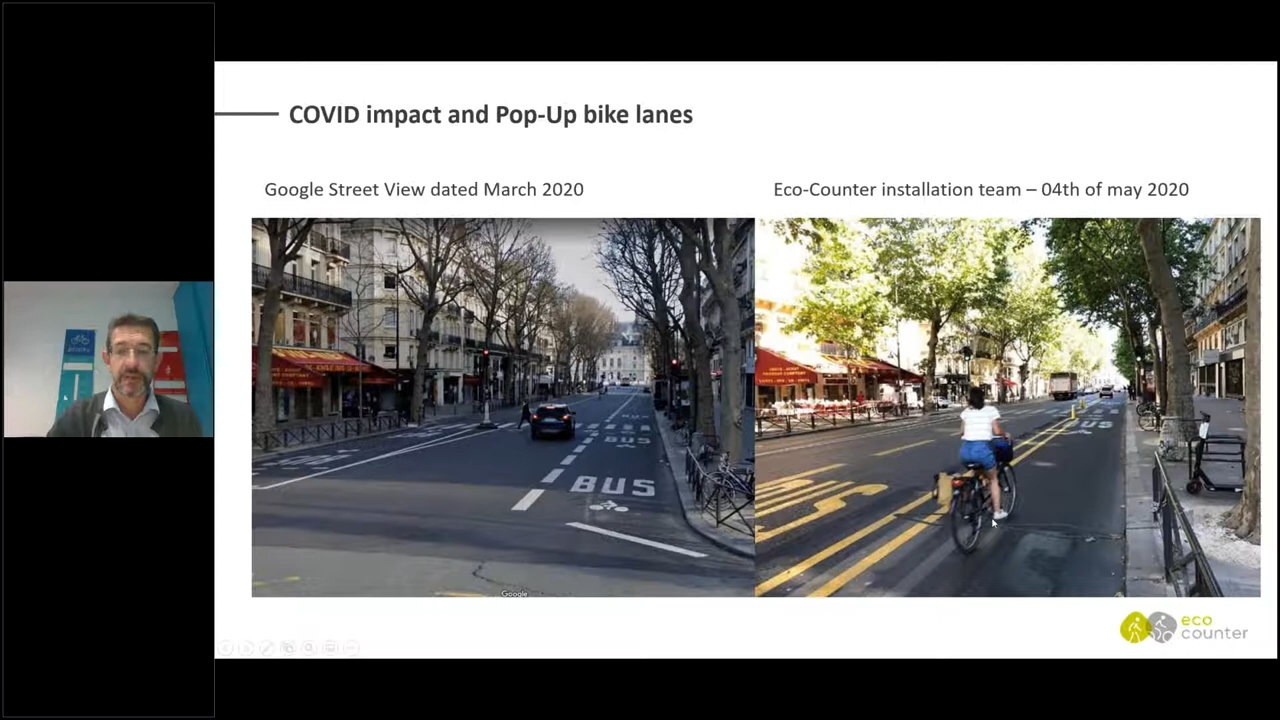 COVID impact and Pop-Up bike lanes
Google Street View dated March 2020
Eco-Counter installation team – 04th of may 2020
BUS
BUS
Google
BUS
eco
counter